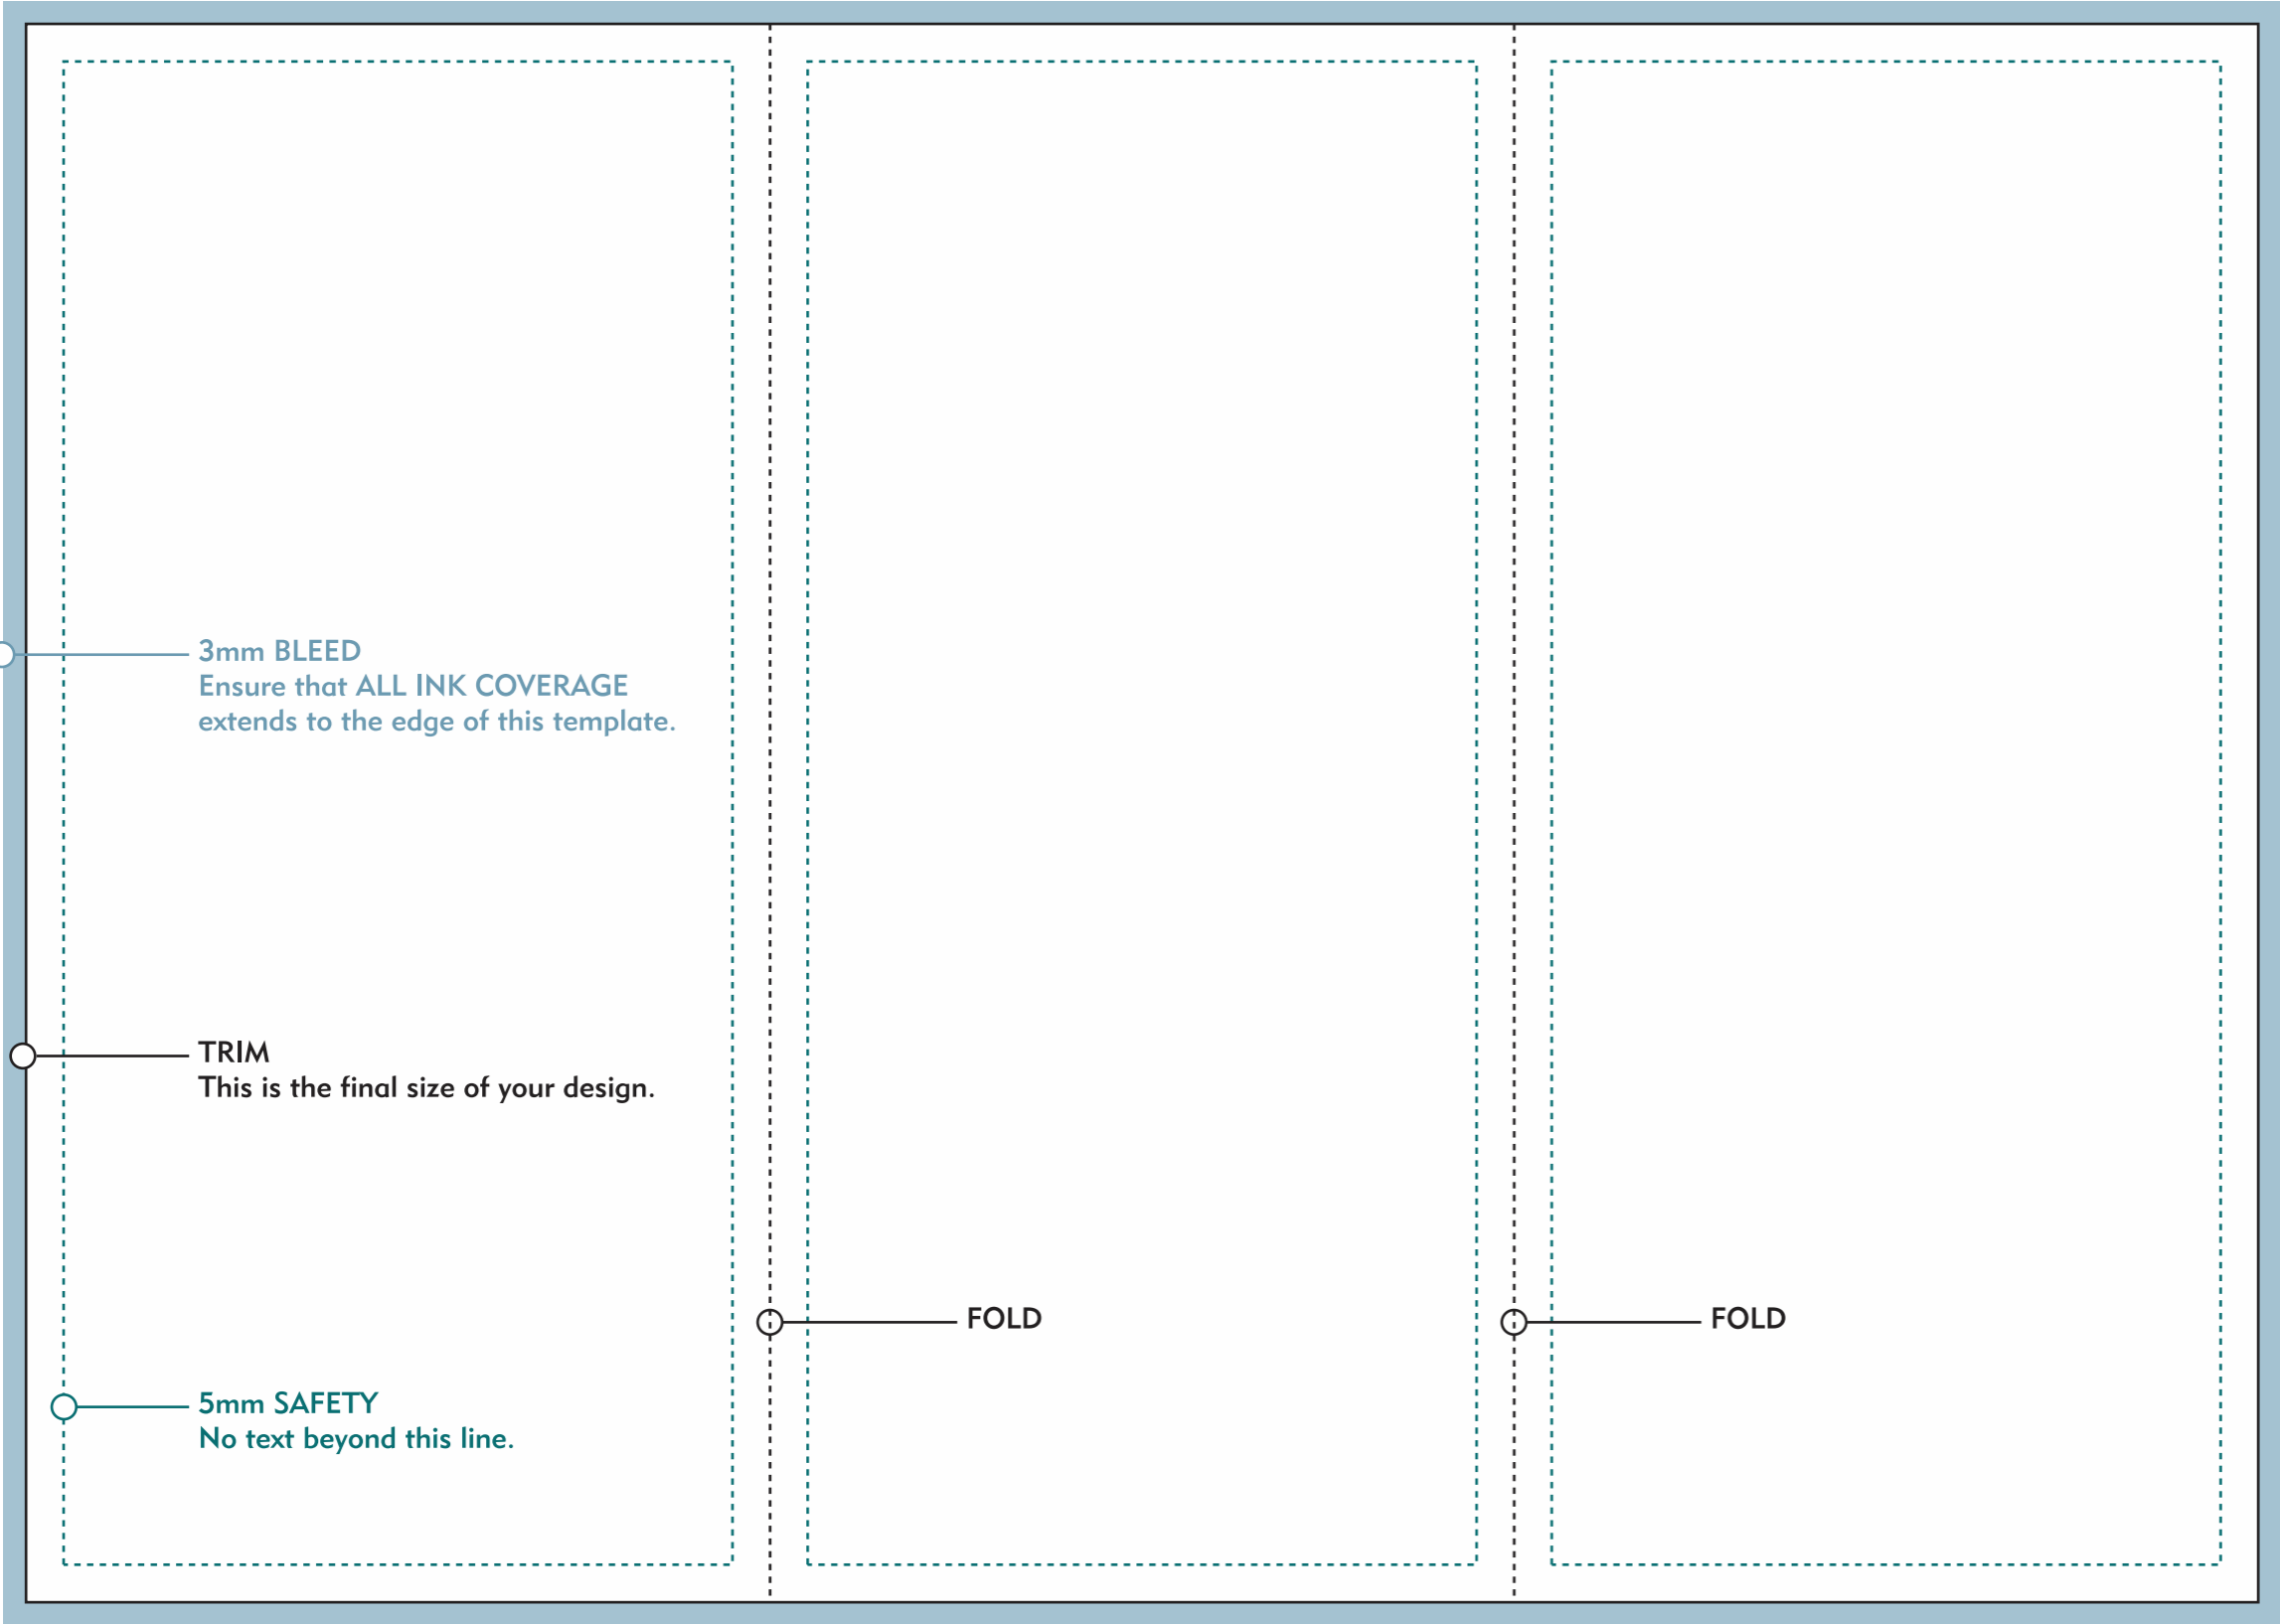 3mm BLEED
Ensure that ALL INK COVERAGE
extends to the edge of this template.
TRIM
This is the final size of your design.
FOLD
FOLD
5mm SAFETY
No text beyond this line.